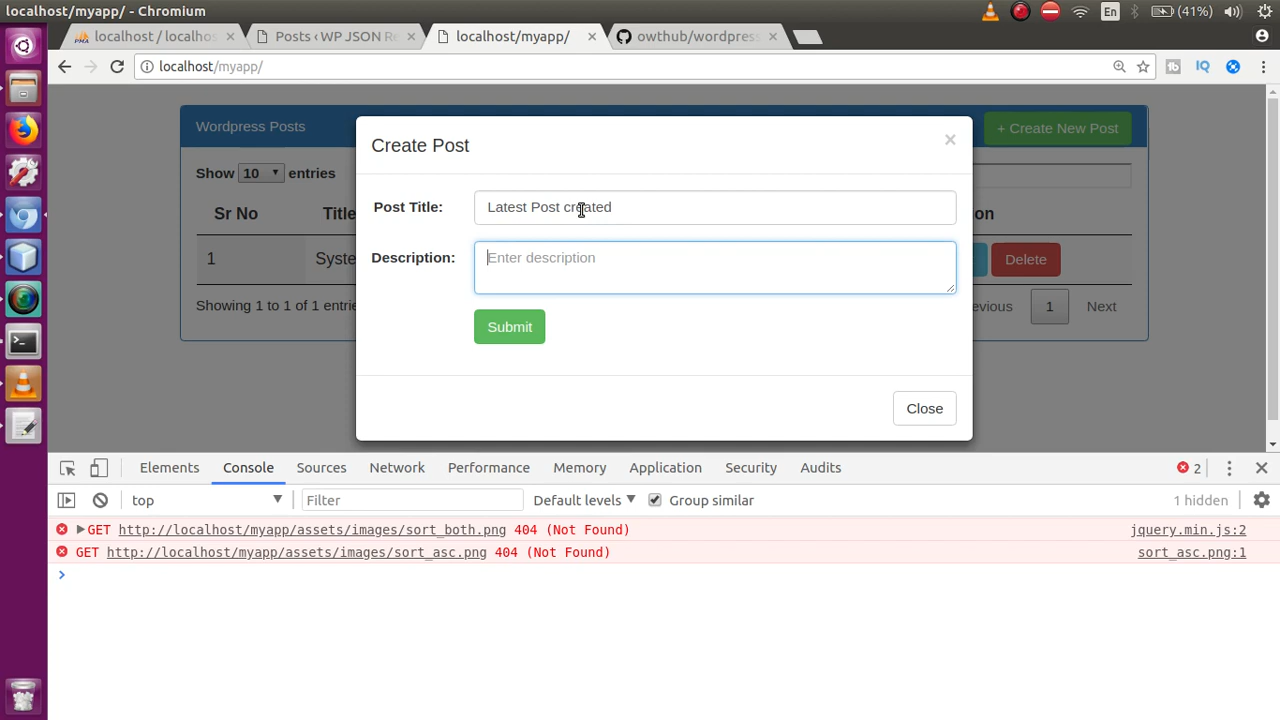 localhost/myapp/ - Chromium
En
(41%)
localhost / localhos
Posts ‹ WP JSON Re
localhost/myapp/
owthub/wordpress
localhost/myapp/
IQ
Wordpress Posts
+ Create New Post
Show 10 entries
Sr No
Title
on
1
Syste
Delete
Showing 1 to 1 of 1 entrie
evious
1
Next
Create Post
×
Post Title:
Latest Post created
Description:
Enter description
Submit
Close
Elements
Console
Sources
Network
Performance
Memory
Application
Security
Audits
2
top
Filter
Default levels
Group similar
1 hidden
GET http://localhost/myapp/assets/images/sort_both.png 404 (Not Found)
jquery.min.js:2
GET http://localhost/myapp/assets/images/sort_asc.png 404 (Not Found)
sort_asc.png:1